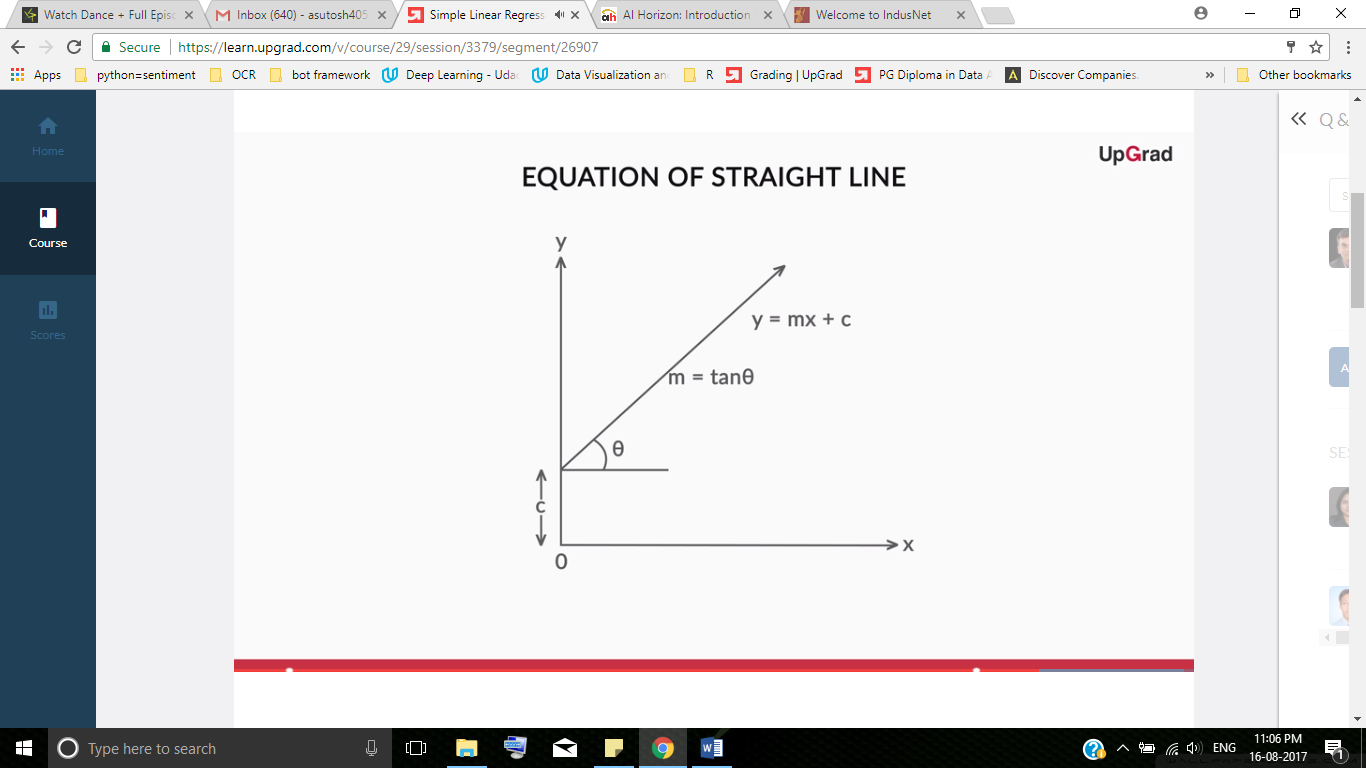 Watch Dance + Full Episo
Inbox (640) - asutosh405
Simple Linear Regress
AI Horizon: Introduction
Welcome to IndusNet
Secure
https://learn.upgrad.com/v/course/29/session/3379/segment/26907
Apps
python=sentiment
OCR
bot framework
Deep Learning - Uda
Data Visualization an
R
Grading | UpGrad
PG Diploma in Data A
A
Discover Companies.
»
Other bookmarks
Home
Course
Scores
UpGrad
EQUATION OF STRAIGHT LINE
y
y = mx + c
m = tanθ
θ
c
x
0
Q &
S
A
SES
Type here to search
ENG
11:06 PM
16-08-2017
1